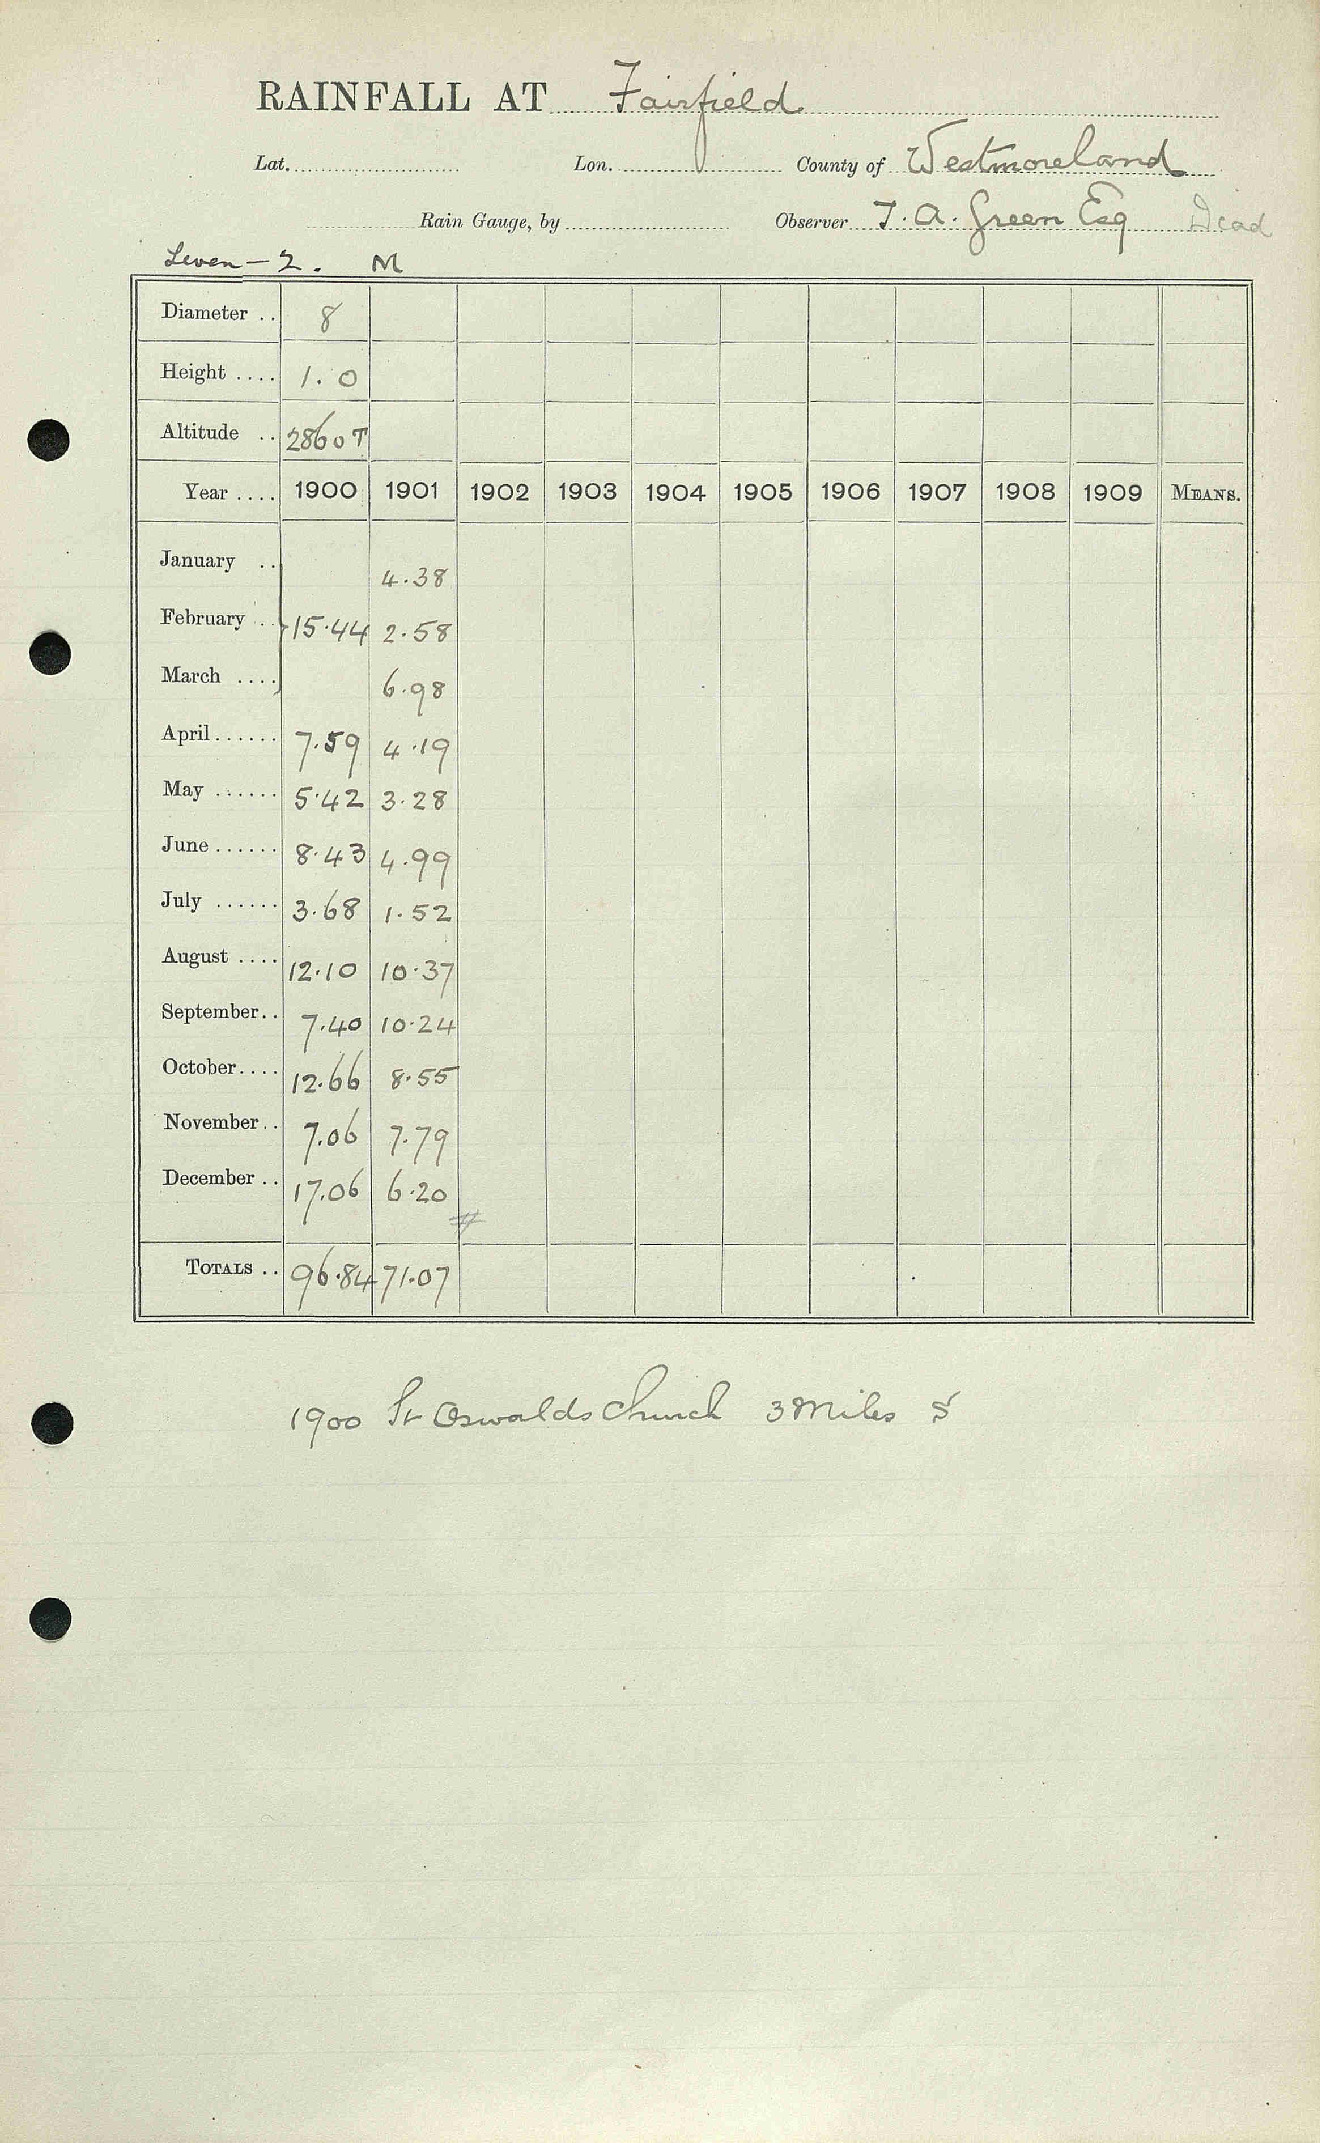 RAINFALL AT Fairfield
Lat. Lon. County of Westmoreland
Rain Gauge, by Observer T. A. Green Esq Dead
Leven - 2. M
Diameter .. 8
Height .... 1.0
Altitude .. 2860 T
Year .... 1900 1901 1902 1903 1904 1905 1906 1907 1908 1909 MEANS.
January .. 4.38
February .. } 15.44 2.58
March .... 6.98
April...... 7.59 4.19
May ...... 5.42 3.28
June ...... 8.43 4.99
July ...... 3.68 1.52
August .... 12.10 10.37
September.. 7.40 10.24
October.... 12.66 8.55
November.. 7.06 7.79
December .. 17.06 6.20
TOTALS .. 96.84 71.07
1900 St Oswalds Church 3 Miles S